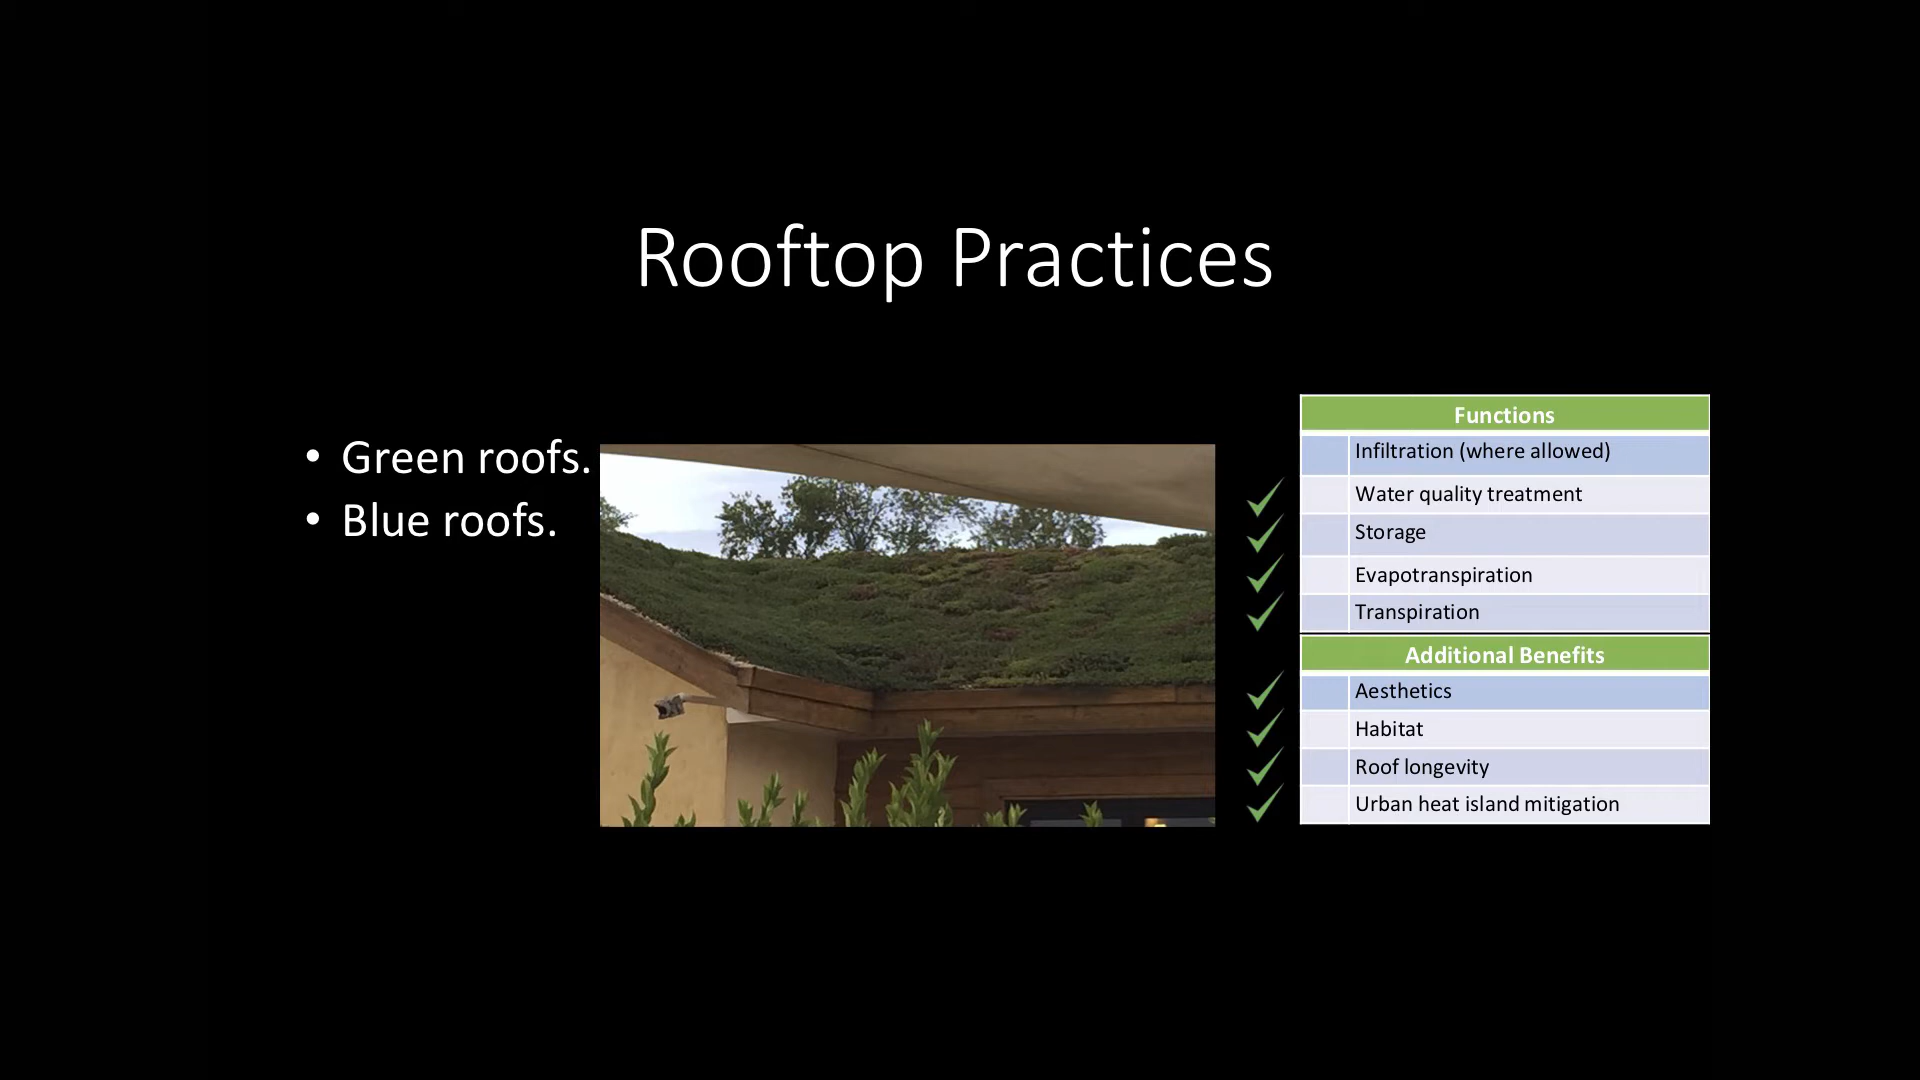 Rooftop Practices
• Green roofs.
• Blue roofs.
Functions
Infiltration (where allowed)
Water quality treatment
Storage
Evapotranspiration
Transpiration
Additional Benefits
Aesthetics
Habitat
Roof longevity
Urban heat island mitigation